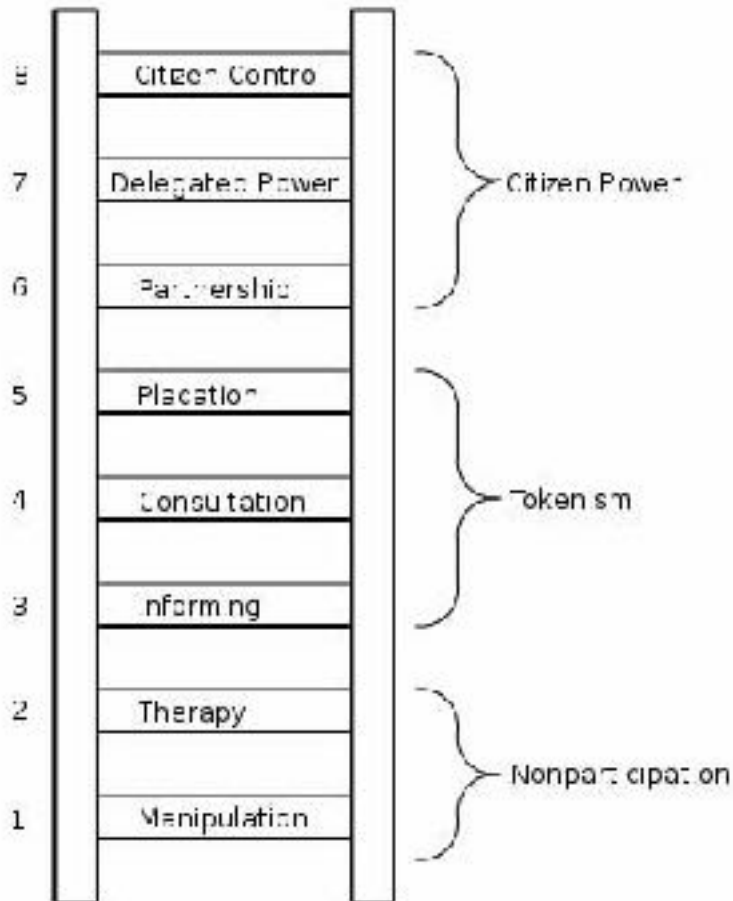 8 Citizen Control
7 Delegated Power
Citizen Power
6 Partnership
5 Placation
4 Consultation
Tokenism
3 Informing
2 Therapy
Nonparticipation
1 Manipulation